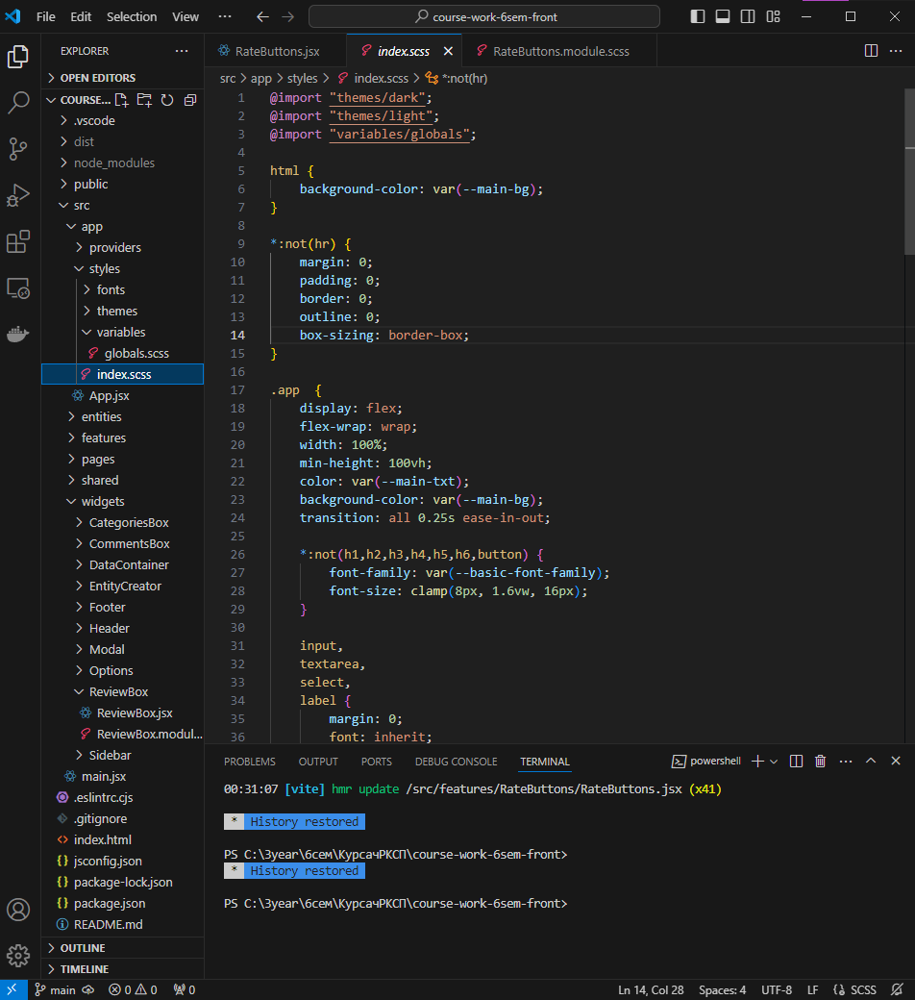 File Edit Selection View ··· course-work-6sem-front
EXPLORER ···
OPEN EDITORS
COURSE...
.vscode
dist
node_modules
public
src
app
providers
styles
fonts
themes
variables
globals.scss
index.scss
App.jsx
entities
features
pages
shared
widgets
CategoriesBox
CommentsBox
DataContainer
EntityCreator
Footer
Header
Modal
Options
ReviewBox
ReviewBox.jsx
ReviewBox.modul...
Sidebar
main.jsx
.eslintrc.cjs
.gitignore
index.html
jsconfig.json
package-lock.json
package.json
README.md
OUTLINE
TIMELINE
RateButtons.jsx index.scss RateButtons.module.scss
src > app > styles > index.scss > *:not(hr)
1 @import "themes/dark";
2 @import "themes/light";
3 @import "variables/globals";
4
5 html {
6 background-color: var(--main-bg);
7 }
8
9 *:not(hr) {
10 margin: 0;
11 padding: 0;
12 border: 0;
13 outline: 0;
14 box-sizing: border-box;
15 }
16
17 .app {
18 display: flex;
19 flex-wrap: wrap;
20 width: 100%;
21 min-height: 100vh;
22 color: var(--main-txt);
23 background-color: var(--main-bg);
24 transition: all 0.25s ease-in-out;
25
26 *:not(h1,h2,h3,h4,h5,h6,button) {
27 font-family: var(--basic-font-family);
28 font-size: clamp(8px, 1.6vw, 16px);
29 }
30
31 input,
32 textarea,
33 select,
34 label {
35 margin: 0;
36 font: inherit;
PROBLEMS OUTPUT PORTS DEBUG CONSOLE TERMINAL powershell
00:31:07 [vite] hmr update /src/features/RateButtons/RateButtons.jsx (x41)
* History restored
PS C:\3year\6сем\КурсачРКСП\course-work-6sem-front>
* History restored
PS C:\3year\6сем\КурсачРКСП\course-work-6sem-front>
main 0 0 0 Ln 14, Col 28 Spaces: 4 UTF-8 LF SCSS